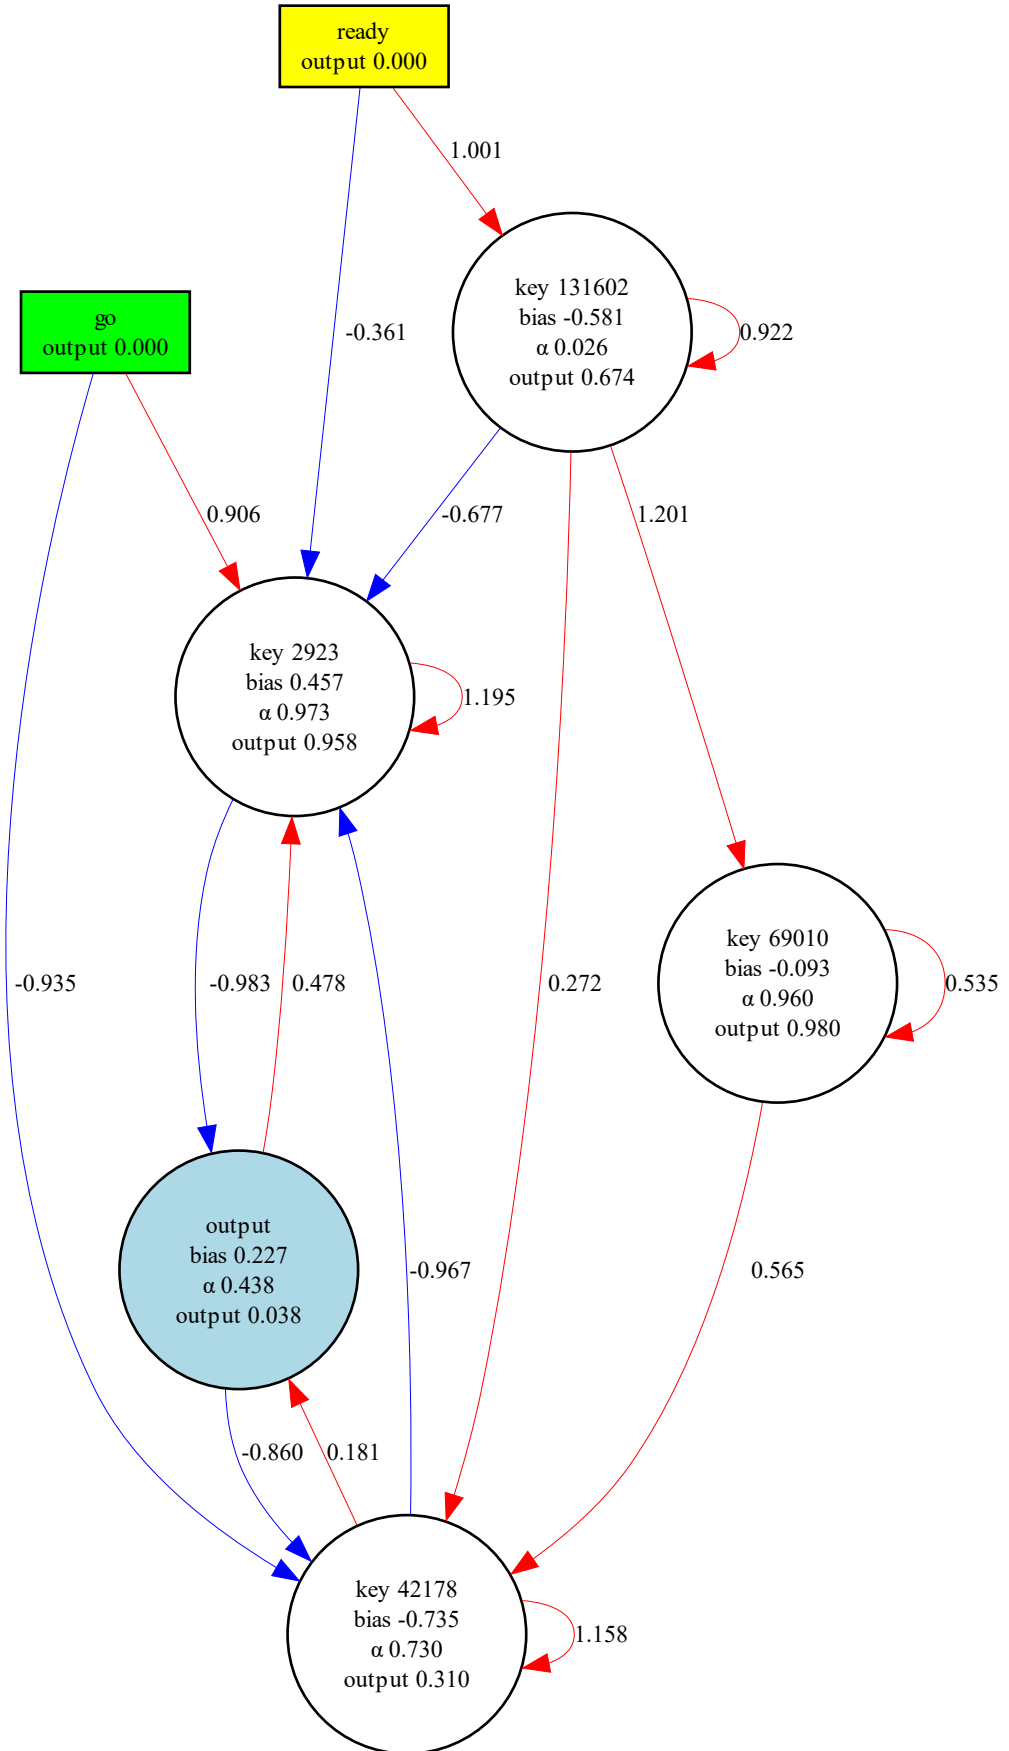 ready
output 0.000
1.001
key 131602
bias -0.581
α 0.026
output 0.674
0.922
go
output 0.000
-0.361
0.906
-0.677
1.201
key 2923
bias 0.457
α 0.973
output 0.958
1.195
key 69010
bias -0.093
α 0.960
output 0.980
0.535
-0.935
-0.983
0.478
0.272
output
bias 0.227
α 0.438
output 0.038
-0.967
0.565
-0.860
0.181
key 42178
bias -0.735
α 0.730
output 0.310
1.158